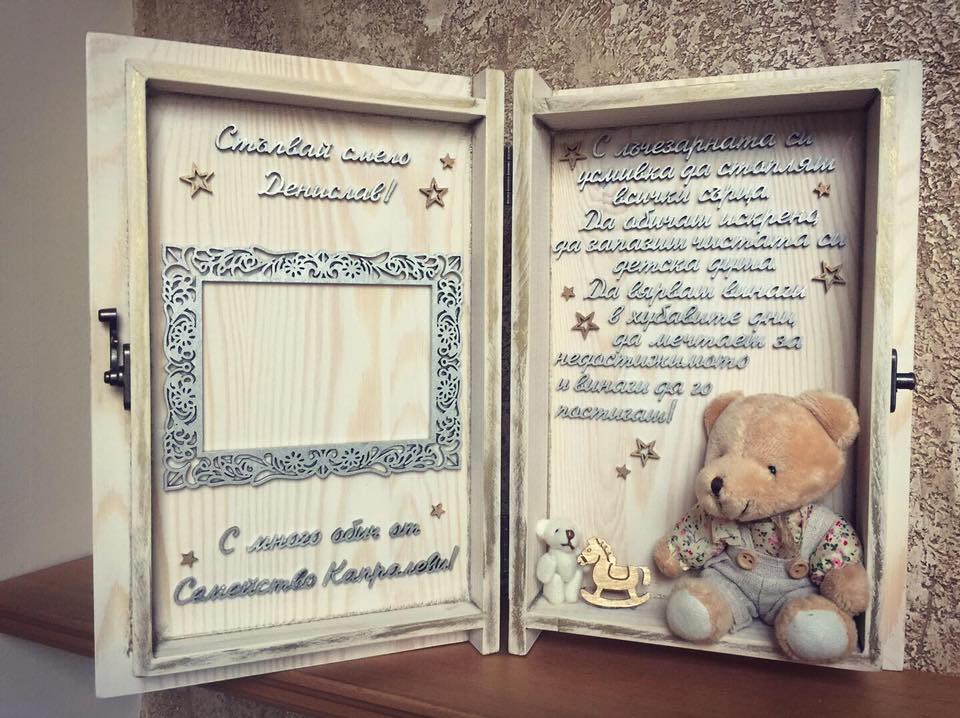 Стъпвай смело
Денислав!
С много обич от
Семейство Капралеви!
С лъчезарната си
усмивка да стоплят
всички сърца.
Да обичаш искрено,
да запазиш чистата си
детска душа.
Да вярваш винаги
в хубавите дни,
да мечтаеш за
недостижимото
и винаги да го
постигаш!